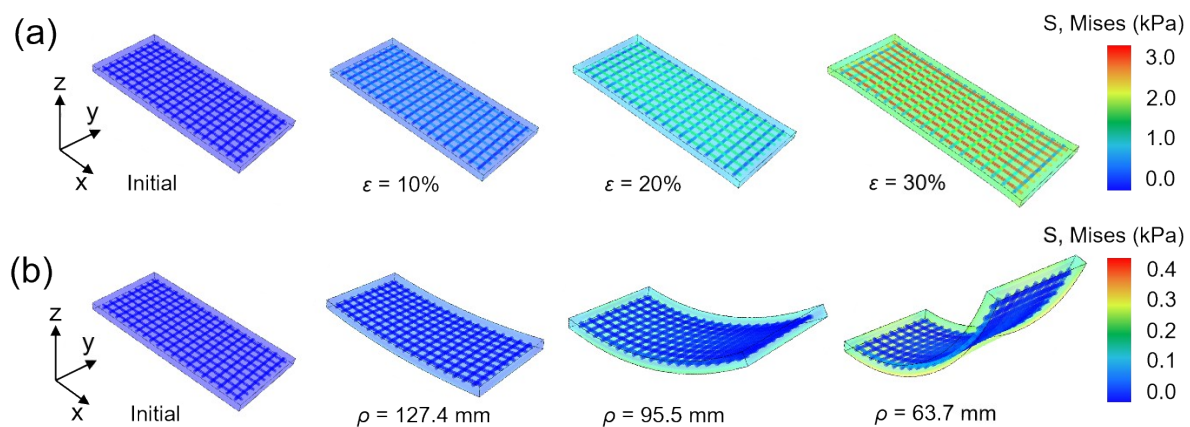 (a)
S, Mises (kPa)
3.0
2.0
1.0
0.0
z
y
x
Initial
ε = 10%
ε = 20%
ε = 30%
(b)
S, Mises (kPa)
0.4
0.3
0.2
0.1
0.0
z
y
x
Initial
ρ = 127.4 mm
ρ = 95.5 mm
ρ = 63.7 mm